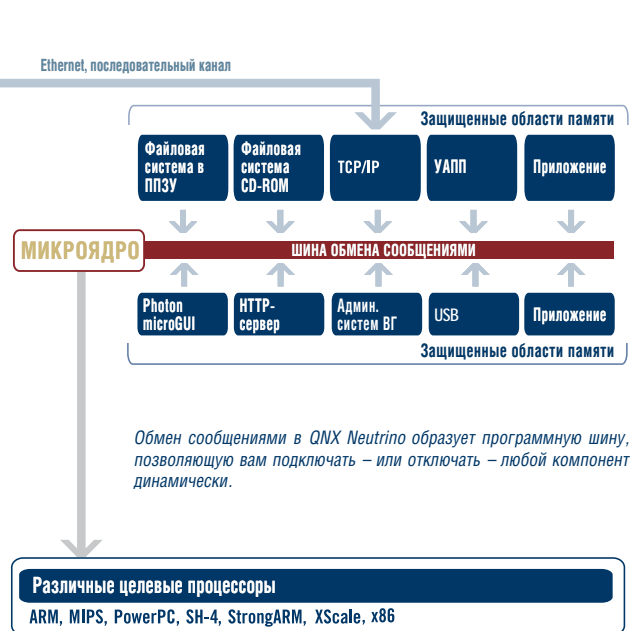 Ethernet, последовательный канал
Защищенные области памяти
Файловая
система в
ППЗУ
Файловая
система
CD-ROM
TCP/IP
УАПП
Приложение
МИКРОЯДРО
ШИНА ОБМЕНА СООБЩЕНИЯМИ
Photon
microGUI
HTTP-
сервер
Админ.
систем ВГ
USB
Приложение
Защищенные области памяти
Обмен сообщениями в QNX Neutrino образует программную шину,
позволяющую вам подключать – или отключать – любой компонент
динамически.
Различные целевые процессоры
ARM, MIPS, PowerPC, SH-4, StrongARM, XScale, x86